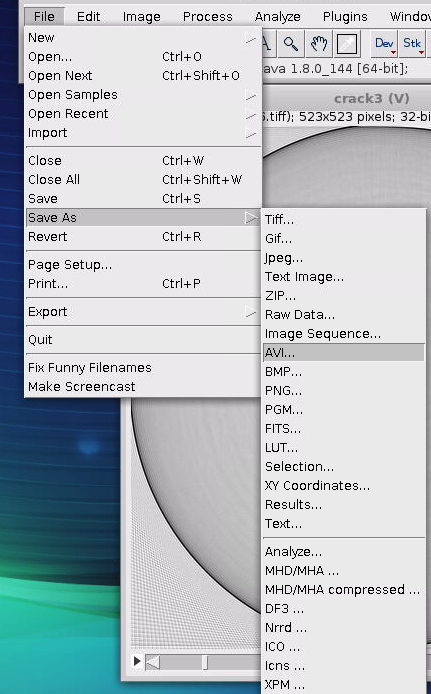 File Edit Image Process Analyze Plugins Window
New
Open... Ctrl+O
Open Next Ctrl+Shift+O
Open Samples
Open Recent
Import
Close Ctrl+W
Close All Ctrl+Shift+W
Save Ctrl+S
Save As
Revert Ctrl+R
Page Setup...
Print... Ctrl+P
Export
Quit
Fix Funny Filenames
Make Screencast
A Dev Stk
ava 1.8.0_144 [64-bit];
crack3 (V)
.tiff); 523x523 pixels; 32-bi
Tiff...
Gif...
Jpeg...
Text Image...
ZIP...
Raw Data...
Image Sequence...
AVI...
BMP...
PNG...
PGM...
FITS...
LUT...
Selection...
XY Coordinates...
Results...
Text...
Analyze...
MHD/MHA ...
MHD/MHA compressed ...
DF3 ...
Nrrd ...
ICO ...
Icns ...
XPM ...